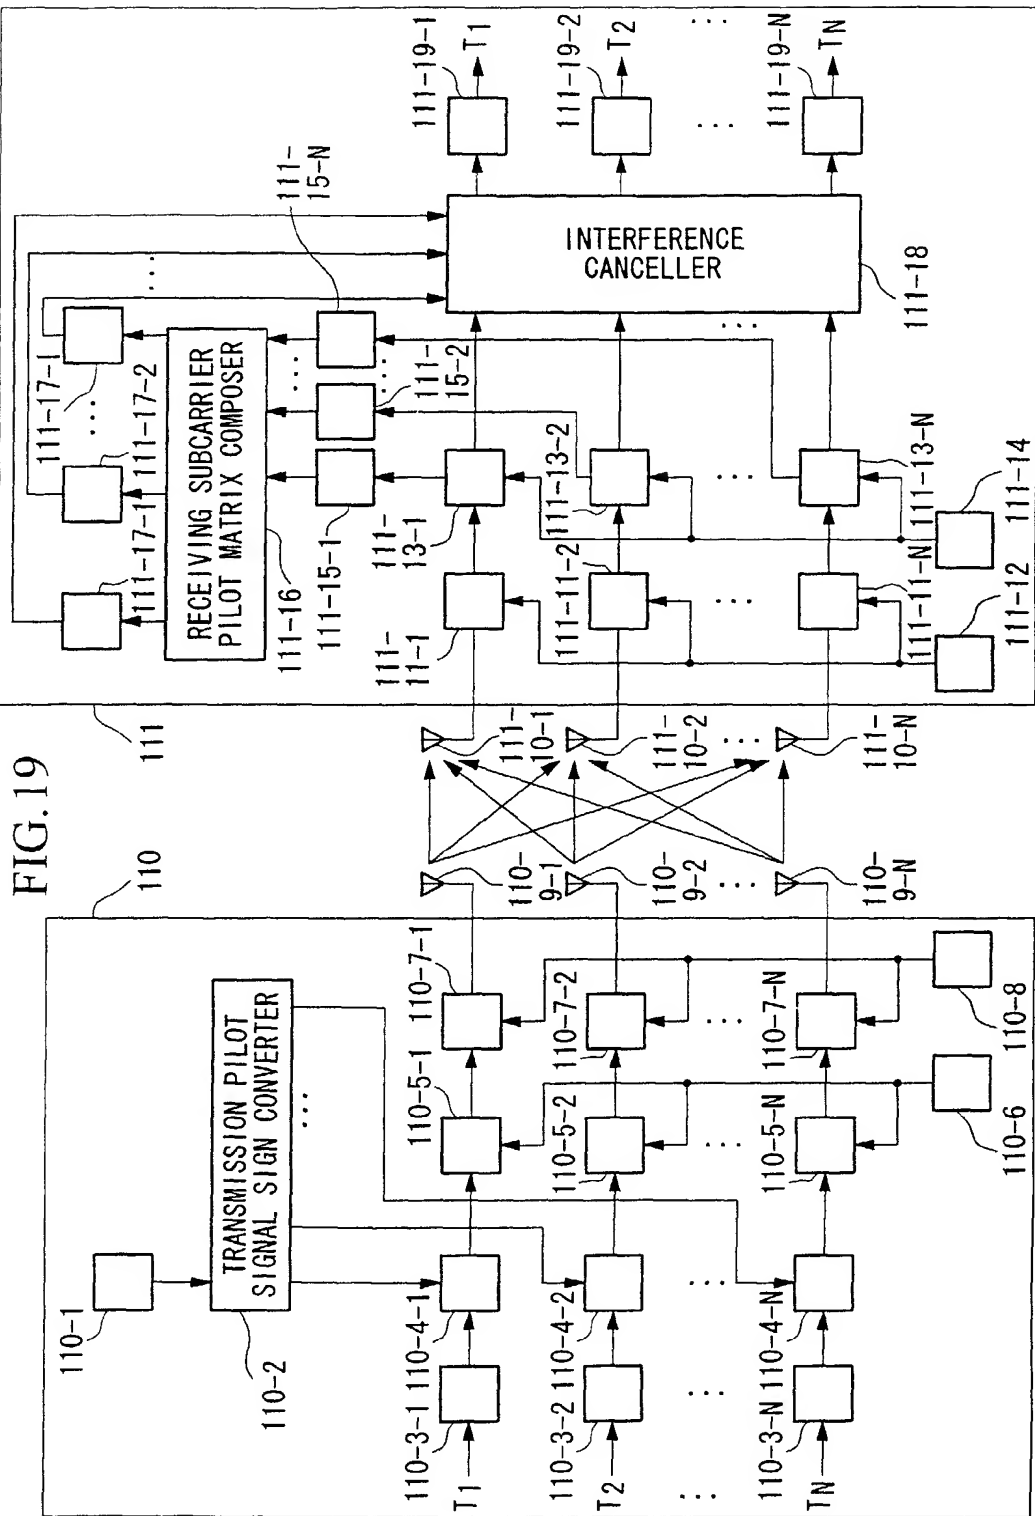 FIG.19
110
110-1
TRANSMISSION PILOT
SIGNAL SIGN CONVERTER
110-2
...
T1
110-3-1
110-4-1
110-5-1
110-7-1
110-
9-1
T2
110-3-2
110-4-2
110-5-2
110-7-2
110-
9-2
...
...
...
...
...
TN
110-3-N
110-4-N
110-5-N
110-7-N
110-
9-N
110-6
110-8
111
111-17-1
111-17-2
...
111-17-1
...
RECEIVING SUBCARRIER
PILOT MATRIX COMPOSER
111-16
111-15-1
...
111-
15-2
...
111-
15-N
111-
10-1
111-
11-1
111-
13-1
111-
10-2
111-11-2
111-13-2
...
...
...
...
111-
10-N
111-11-N
111-13-N
111-12
111-14
INTERFERENCE
CANCELLER
111-18
111-19-1
T1
111-19-2
T2
...
...
111-19-N
TN